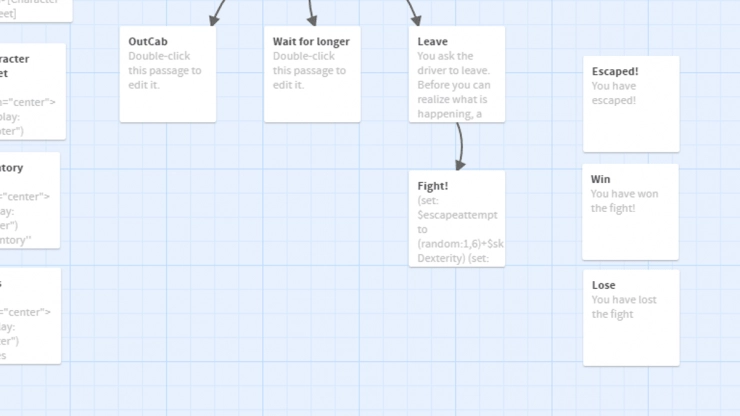 [Character
eet]
OutCab
Double-click
this passage to
edit it.
Wait for longer
Double-click
this passage to
edit it.
Leave
You ask the
driver to leave.
Before you can
realize what is
happening, a
racter
et
="center">
play:
ter")
Escaped!
You have
escaped!
tory
="center">
ay:
er")
ntory"
Fight!
(set:
$escapeattempt
to
(random:1,6)+$sk
Dexterity) (set:
Win
You have won
the fight!
s
="center">
lay:
ter")
es
Lose
You have lost
the fight